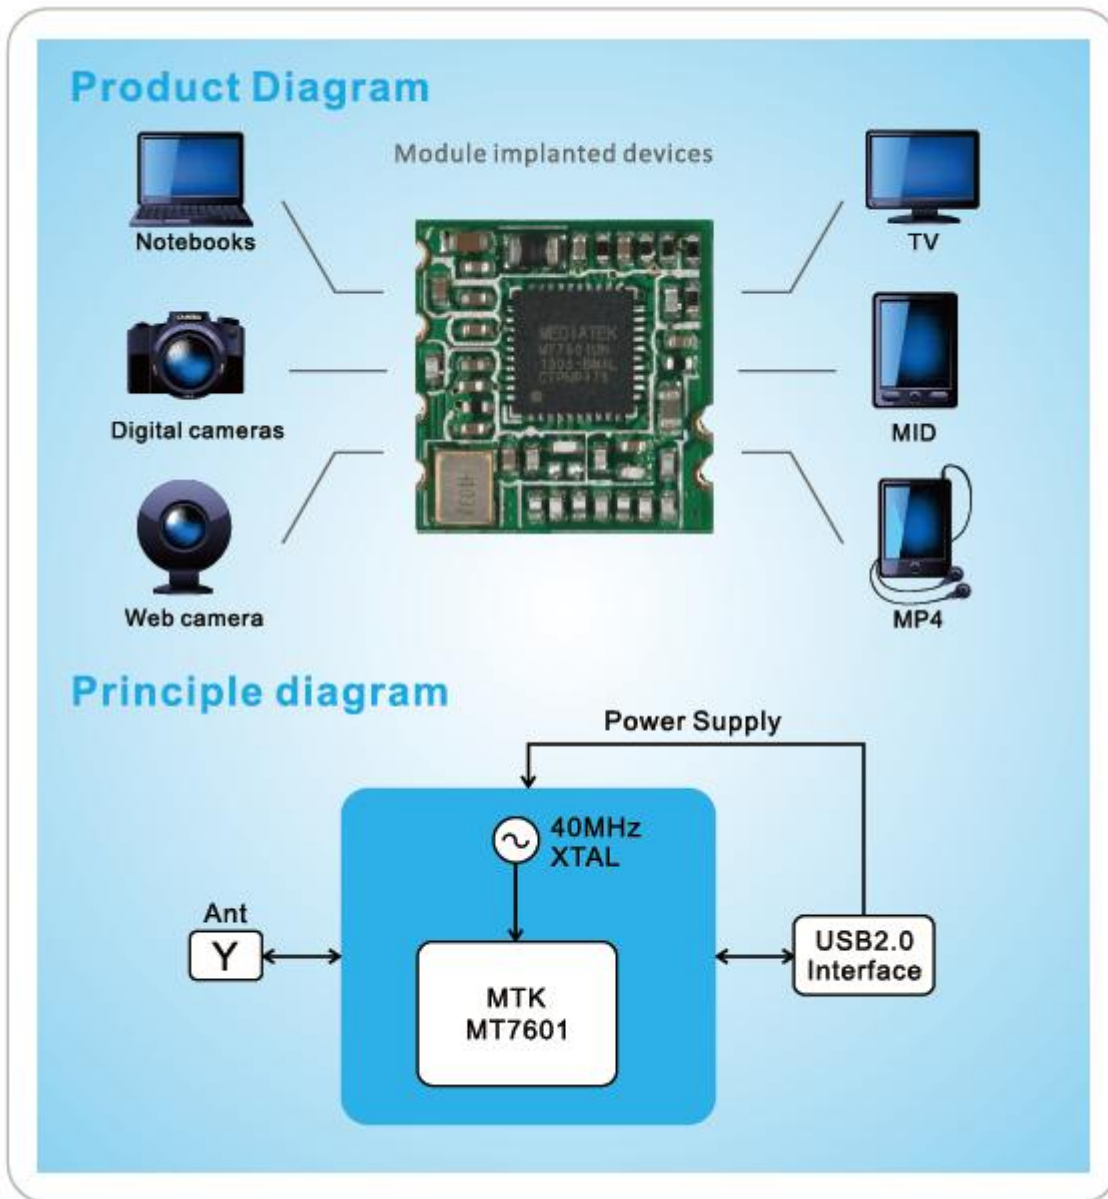 Product Diagram
Module implanted devices
Notebooks
TV
Digital cameras
MID
Web camera
MP4
MEDIATEK
Principle diagram
Power Supply
40MHz
XTAL
Ant
Y
USB2.0
Interface
MTK
MT7601